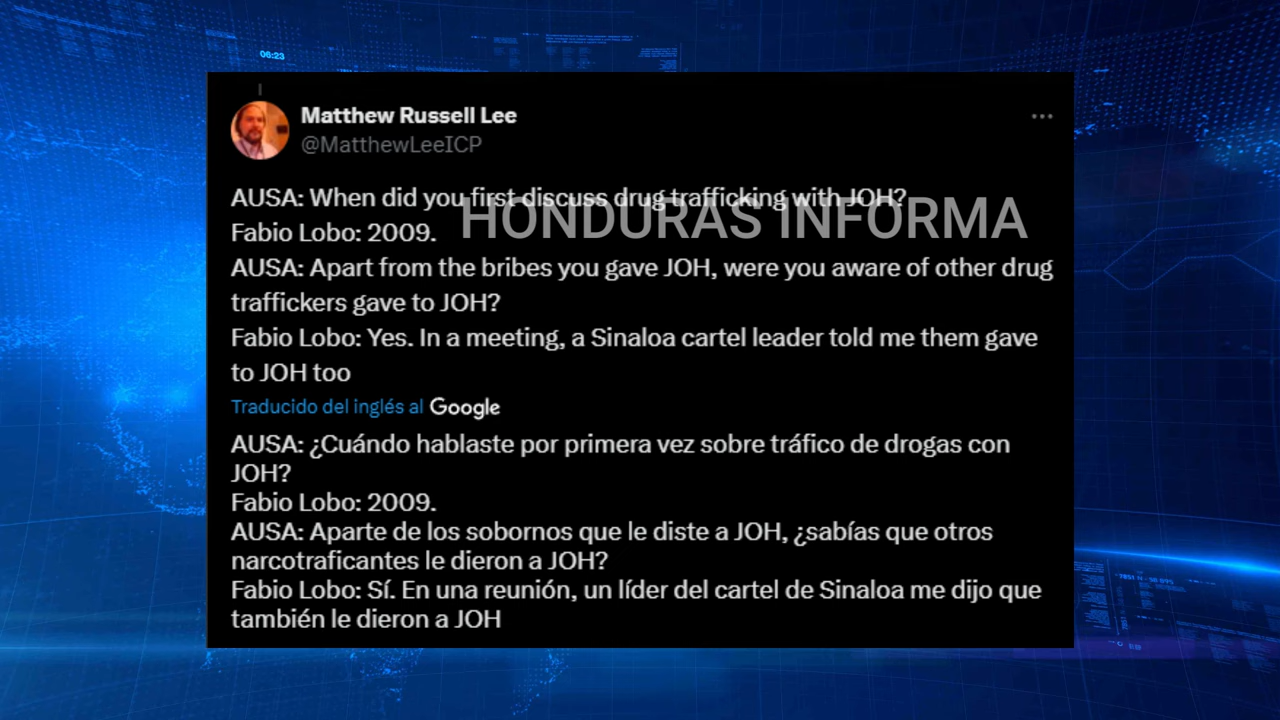 06:23
Matthew Russell Lee
@MatthewLeeICP
AUSA: When did you first discuss drug trafficking with JOH?
HONDURAS INFORMA
Fabio Lobo: 2009.
AUSA: Apart from the bribes you gave JOH, were you aware of other drug
traffickers gave to JOH?
Fabio Lobo: Yes. In a meeting, a Sinaloa cartel leader told me them gave
to JOH too
Traducido del inglés al Google
AUSA: ¿Cuándo hablaste por primera vez sobre tráfico de drogas con
JOH?
Fabio Lobo: 2009.
AUSA: Aparte de los sobornos que le diste a JOH, ¿sabías que otros
narcotraficantes le dieron a JOH?
Fabio Lobo: Sí. En una reunión, un líder del cartel de Sinaloa me dijo que
también le dieron a JOH